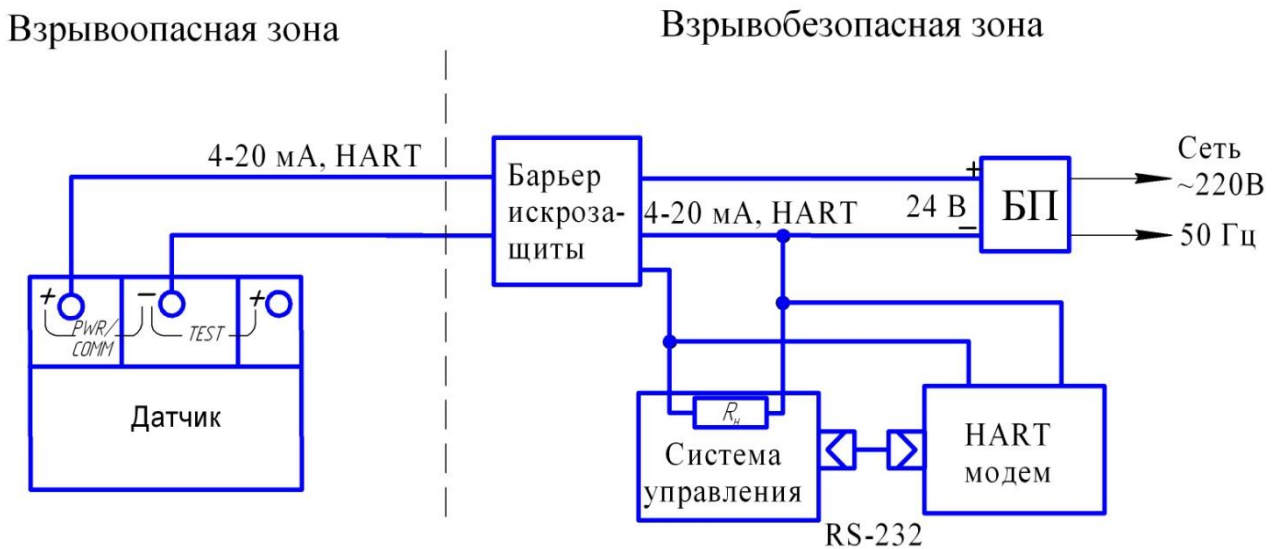 Взрывоопасная зона
Взрывобезопасная зона
4-20 мА, HART
Барьер
искроза-
щиты
4-20 мА, HART
24 В
+
−
БП
Сеть
~220В
50 Гц
+
−
+
PWR/
COMM
TEST
Датчик
Rн
Система
управления
HART
модем
RS-232